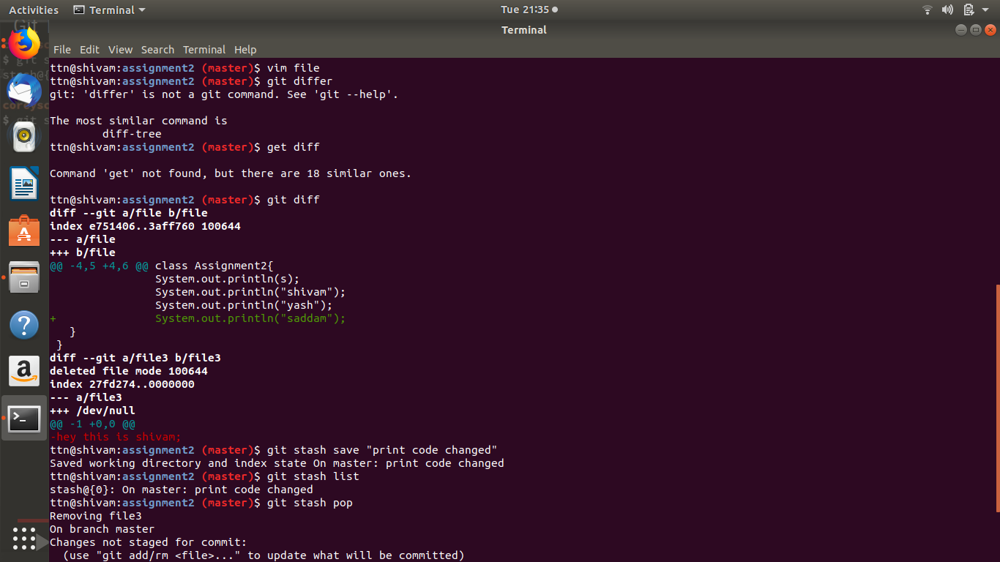 Activities Terminal Tue 21:35
Git
Terminal
File Edit View Search Terminal Help
ttn@shivam:assignment2 (master)$ vim file
ttn@shivam:assignment2 (master)$ git differ
git: 'differ' is not a git command. See 'git --help'.
The most similar command is
diff-tree
ttn@shivam:assignment2 (master)$ get diff
Command 'get' not found, but there are 18 similar ones.
ttn@shivam:assignment2 (master)$ git diff
diff --git a/file b/file
index e751406..3aff760 100644
--- a/file
+++ b/file
@@ -4,5 +4,6 @@ class Assignment2{
System.out.println(s);
System.out.println("shivam");
System.out.println("yash");
+ System.out.println("saddam");
}
}
diff --git a/file3 b/file3
deleted file mode 100644
index 27fd274..0000000
--- a/file3
+++ /dev/null
@@ -1 +0,0 @@
-hey this is shivam;
ttn@shivam:assignment2 (master)$ git stash save "print code changed"
Saved working directory and index state On master: print code changed
ttn@shivam:assignment2 (master)$ git stash list
stash@{0}: On master: print code changed
ttn@shivam:assignment2 (master)$ git stash pop
Removing file3
On branch master
Changes not staged for commit:
(use "git add/rm <file>..." to update what will be committed)